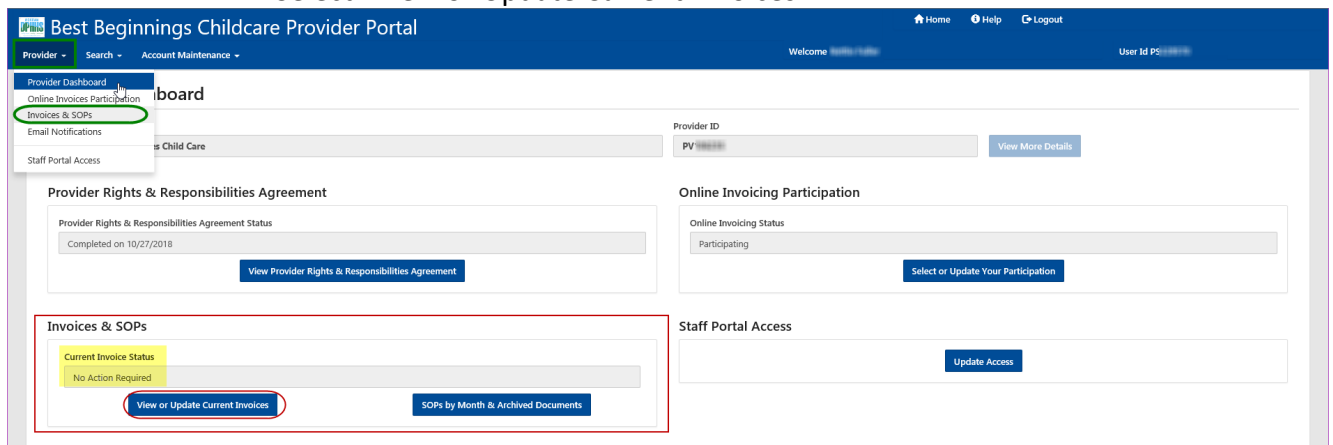 Best Beginnings Childcare Provider Portal
Home Help Logout
Provider Search Account Maintenance Welcome User Id PS
Provider Dashboard
Online Invoices Participation
Invoices & SOPs
Email Notifications
Staff Portal Access
board
Provider ID
s Child Care PV View More Details
Provider Rights & Responsibilities Agreement Online Invoicing Participation
Provider Rights & Responsibilities Agreement Status Online Invoicing Status
Completed on 10/27/2018 Participating
View Provider Rights & Responsibilities Agreement Select or Update Your Participation
Invoices & SOPs Staff Portal Access
Current Invoice Status
No Action Required Update Access
View or Update Current Invoices SOPs by Month & Archived Documents